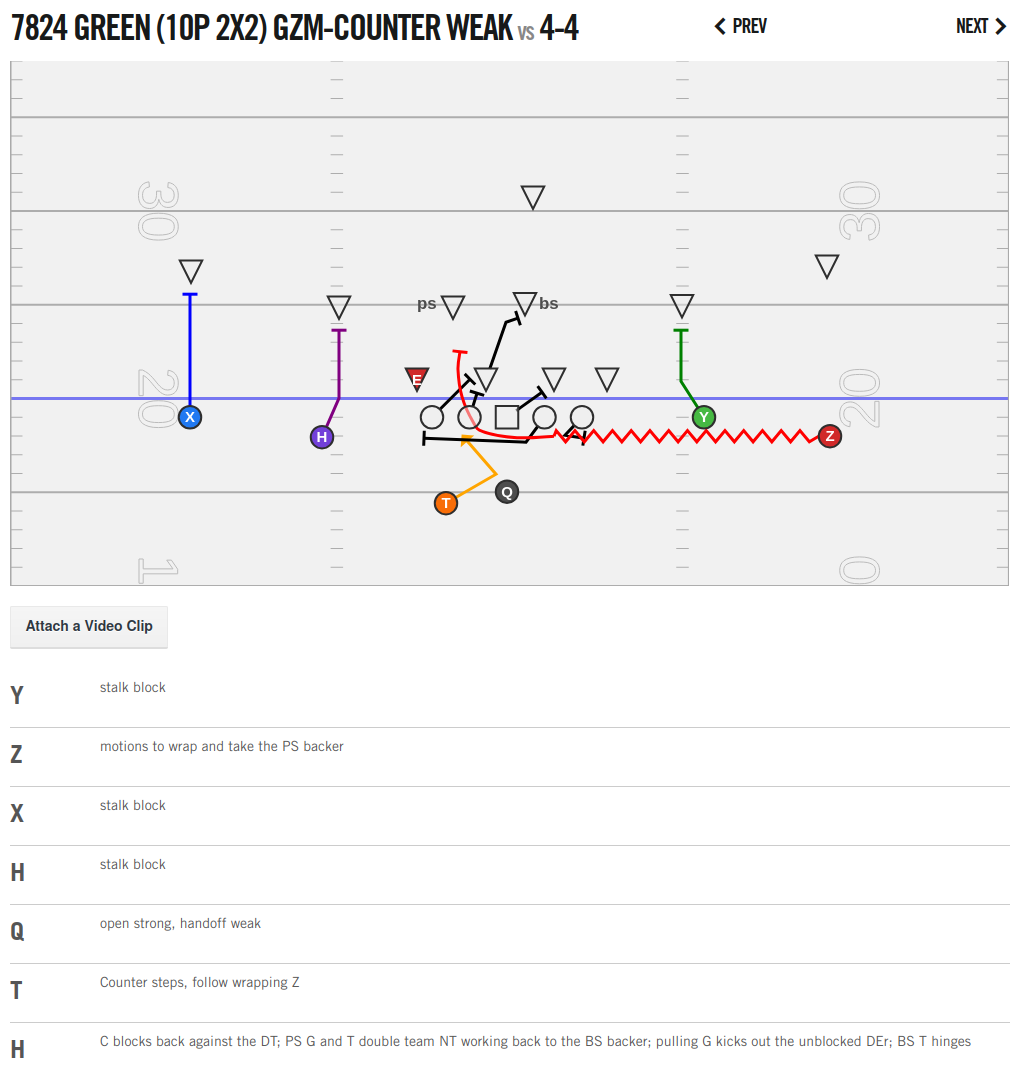 7824 GREEN (10P 2X2) GZM-COUNTER WEAK VS 4-4
PREV
NEXT
30
30
ps
bs
E
20
20
X
H
Y
Z
T
Q
1
0
Attach a Video Clip
Y stalk block
Z motions to wrap and take the PS backer
X stalk block
H stalk block
Q open strong, handoff weak
T Counter steps, follow wrapping Z
H C blocks back against the DT; PS G and T double team NT working back to the BS backer; pulling G kicks out the unblocked DEr; BS T hinges